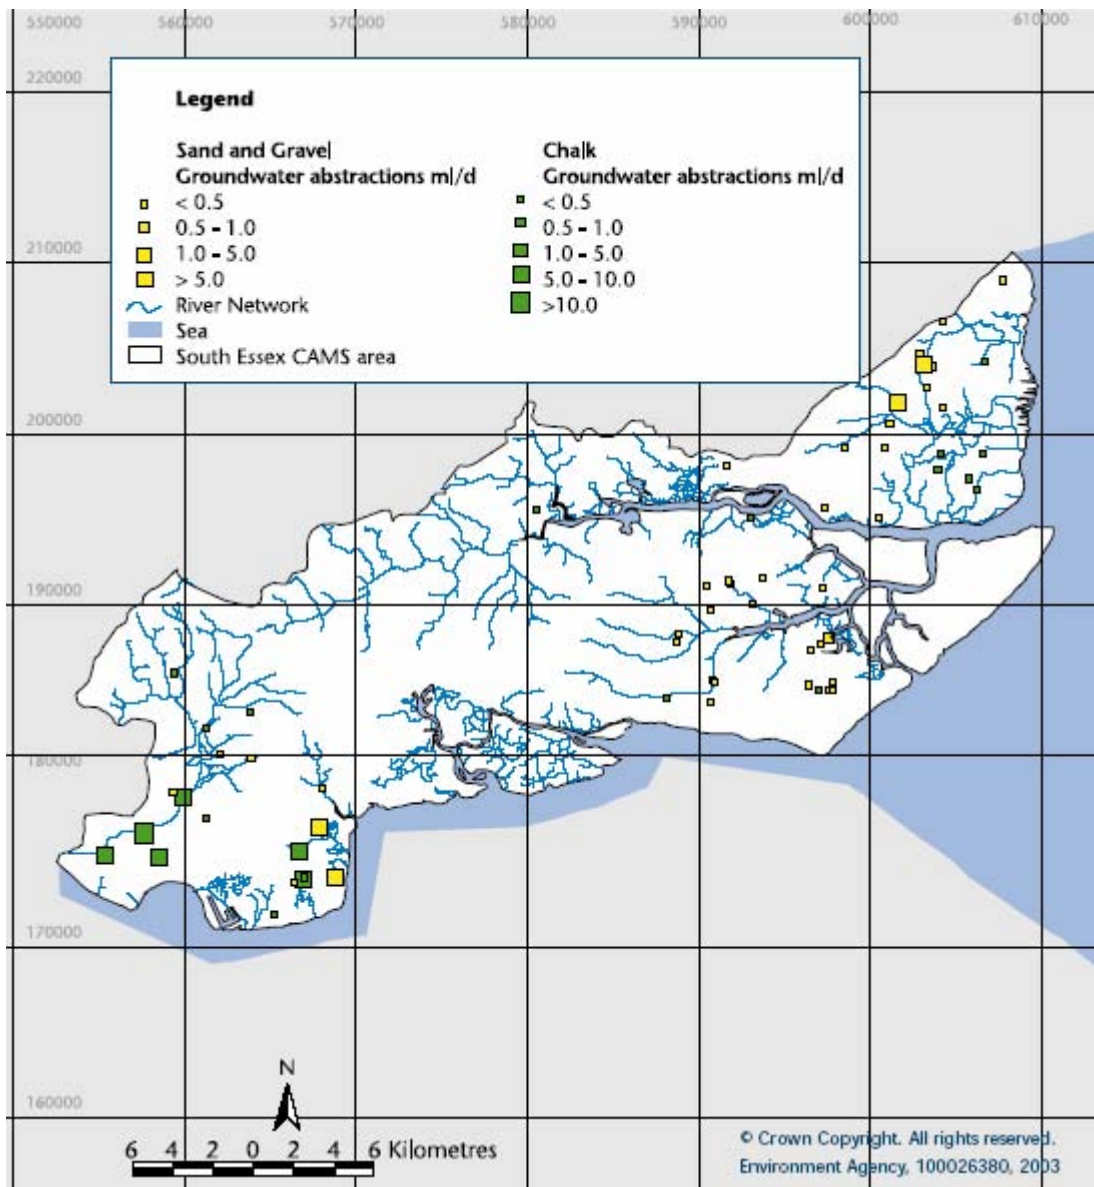 550000 560000 570000 580000 590000 600000 610000
220000
Legend
Sand and Gravel
Groundwater abstractions ml/d
< 0.5
0.5 - 1.0
1.0 - 5.0
> 5.0
River Network
Sea
South Essex CAMS area
Chalk
Groundwater abstractions ml/d
< 0.5
0.5 - 1.0
1.0 - 5.0
5.0 - 10.0
>10.0
210000
200000
190000
180000
170000
160000
N
6 4 2 0 2 4 6 Kilometres
© Crown Copyright. All rights reserved.
Environment Agency, 100026380, 2003